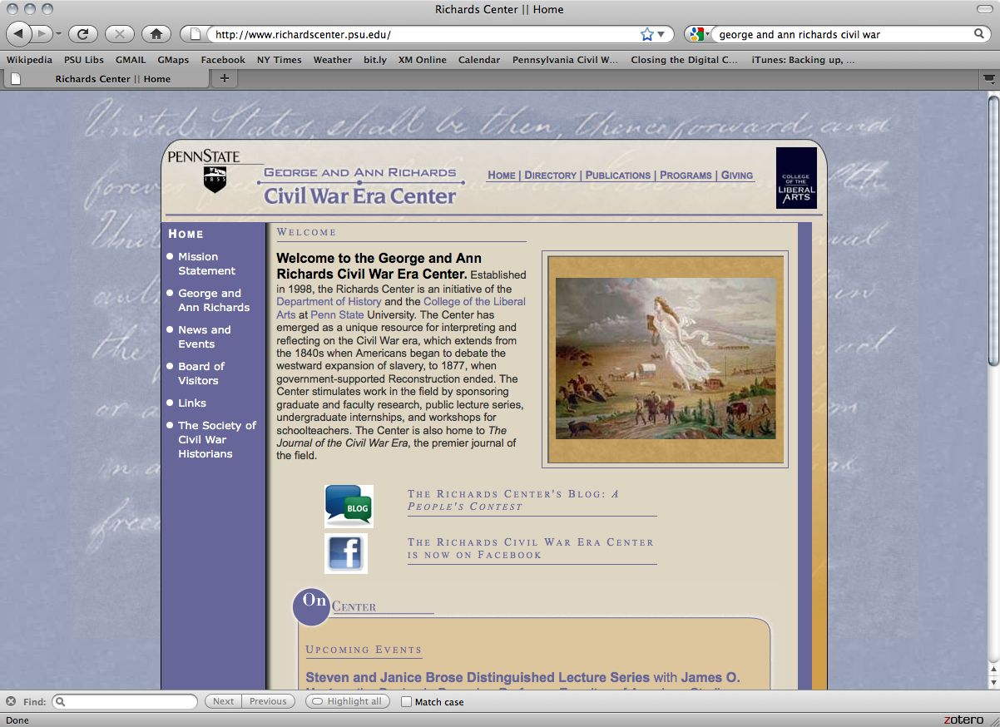 Richards Center || Home
http://www.richardscenter.psu.edu/
george and ann richards civil war
Wikipedia PSU Libs GMAIL GMaps Facebook NY Times Weather bit.ly XM Online Calendar Pennsylvania Civil W... Closing the Digital C... iTunes: Backing up, ...
Richards Center || Home
United States, shall be then, thenceforward and
PENNSTATE
1855
GEORGE AND ANN RICHARDS
Civil War Era Center
HOME | DIRECTORY | PUBLICATIONS | PROGRAMS | GIVING
COLLEGE
OF THE
LIBERAL
ARTS
HOME
Mission
Statement
George and
Ann Richards
News and
Events
Board of
Visitors
Links
The Society of
Civil War
Historians
WELCOME
Welcome to the George and Ann
Richards Civil War Era Center. Established
in 1998, the Richards Center is an initiative of the
Department of History and the College of the Liberal
Arts at Penn State University. The Center has
emerged as a unique resource for interpreting and
reflecting on the Civil War era, which extends from
the 1840s when Americans began to debate the
westward expansion of slavery, to 1877, when
government-supported Reconstruction ended. The
Center stimulates work in the field by sponsoring
graduate and faculty research, public lecture series,
undergraduate internships, and workshops for
schoolteachers. The Center is also home to The
Journal of the Civil War Era, the premier journal of
the field.
BLOG
THE RICHARDS CENTER'S BLOG: A
PEOPLE'S CONTEST
f
THE RICHARDS CIVIL WAR ERA CENTER
IS NOW ON FACEBOOK
On CENTER
UPCOMING EVENTS
Steven and Janice Brose Distinguished Lecture Series with James O.
Find: Next Previous Highlight all Match case
Done
zotero